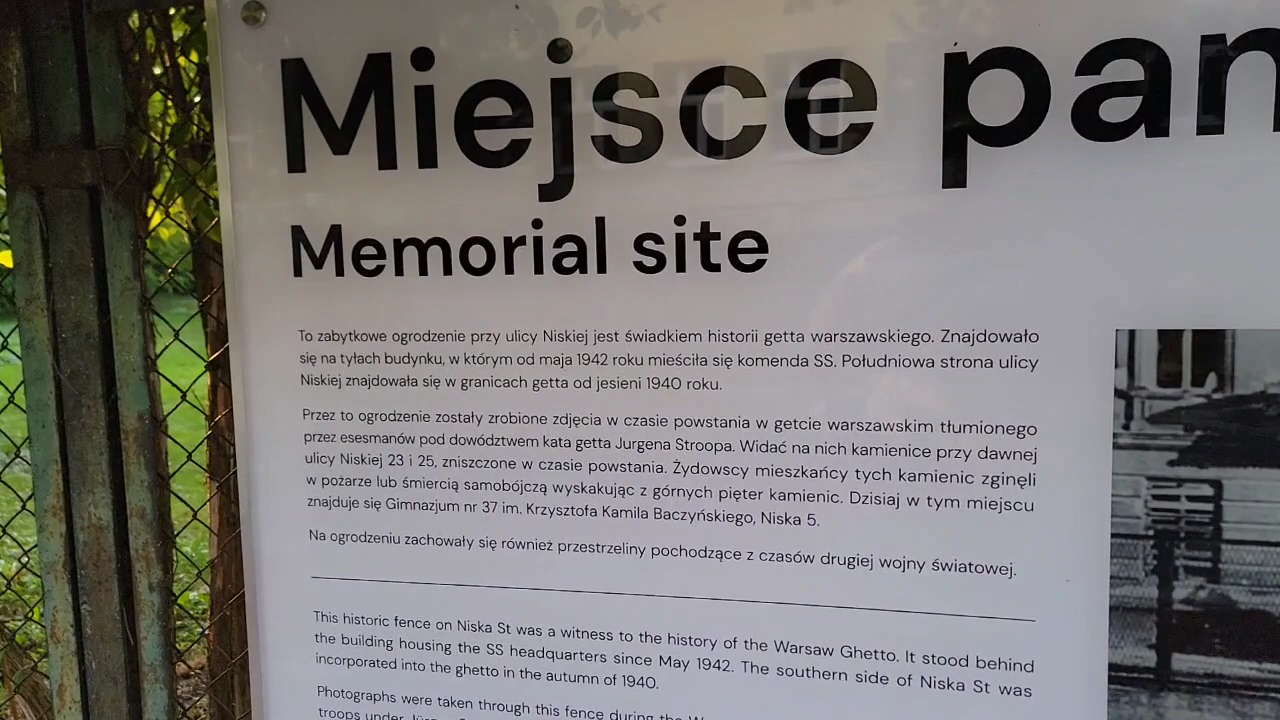 Miejsce pam
Memorial site
To zabytkowe ogrodzenie przy ulicy Niskiej jest świadkiem historii getta warszawskiego. Znajdowało
się na tyłach budynku, w którym od maja 1942 roku mieściła się komenda SS. Południowa strona ulicy
Niskiej znajdowała się w granicach getta od jesieni 1940 roku.
Przez to ogrodzenie zostały zrobione zdjęcia w czasie powstania w getcie warszawskim tłumionego
przez esesmanów pod dowództwem kata getta Jurgena Stroopa. Widać na nich kamienice przy dawnej
ulicy Niskiej 23 i 25, zniszczone w czasie powstania. Żydowscy mieszkańcy tych kamienic zginęli
w pożarze lub śmiercią samobójczą wyskakując z górnych pięter kamienic. Dzisiaj w tym miejscu
znajduje się Gimnazjum nr 37 im. Krzysztofa Kamila Baczyńskiego, Niska 5.
Na ogrodzeniu zachowały się również przestrzeliny pochodzące z czasów drugiej wojny światowej.
This historic fence on Niska St was a witness to the history of the Warsaw Ghetto. It stood behind
the building housing the SS headquarters since May 1942. The southern side of Niska St was
incorporated into the ghetto in the autumn of 1940.
Photographs were taken through this fence during the
troops under